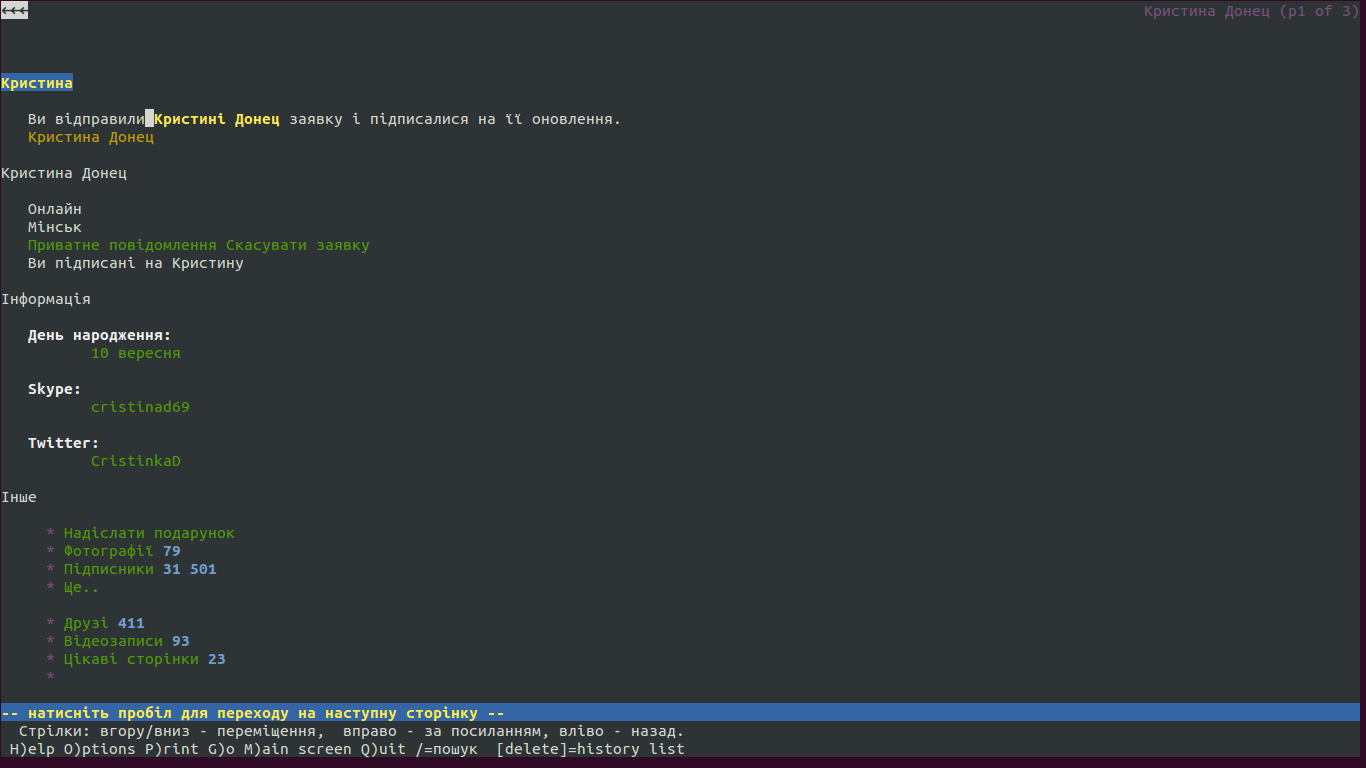 ←←← Кристина Донец (p1 of 3)
Кристина
Ви відправили Кристині Донец заявку і підписалися на її оновлення.
Кристина Донец
Кристина Донец
Онлайн
Мінськ
Приватне повідомлення Скасувати заявку
Ви підписані на Кристину
Інформація
День народження:
10 вересня
Skype:
cristinad69
Twitter:
CristinkaD
Інше
* Надіслати подарунок
* Фотографії 79
* Підписники 31 501
* Ще..
* Друзі 411
* Відеозаписи 93
* Цікаві сторінки 23
*
-- натисніть пробіл для переходу на наступну сторінку --
Стрілки: вгору/вниз - переміщення, вправо - за посиланням, вліво - назад.
H)elp O)ptions P)rint G)o M)ain screen Q)uit /=пошук [delete]=history list